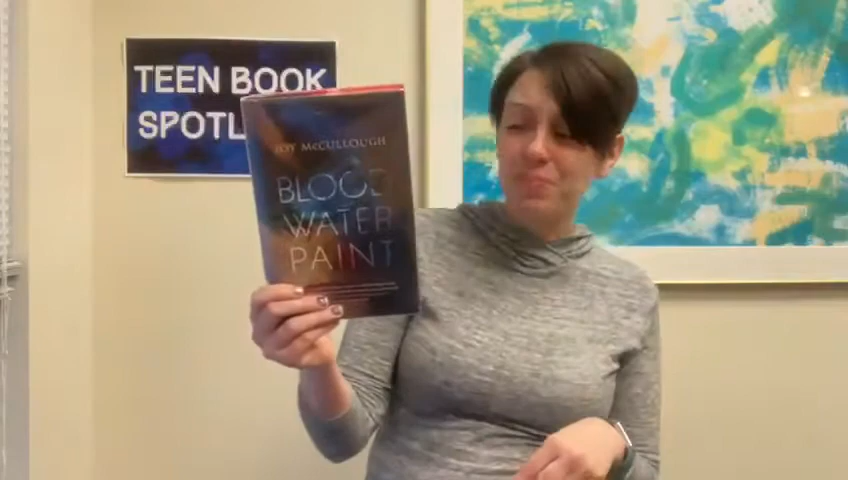 TEEN BOOK
SPOTL
JOY McCULLOUGH
BLOOD
WATER
PAINT